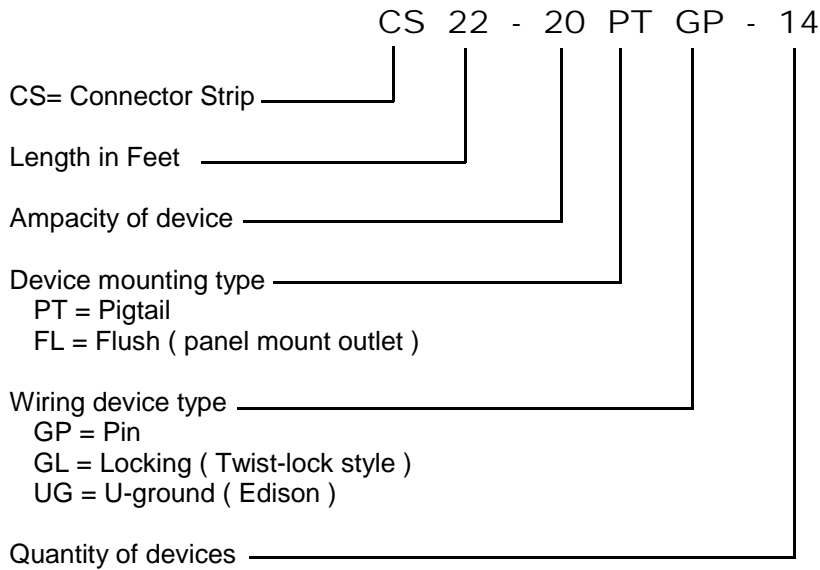 CS 22 - 20 PT GP - 14
CS= Connector Strip
Length in Feet
Ampacity of device
Device mounting type
PT = Pigtail
FL = Flush ( panel mount outlet )
Wiring device type
GP = Pin
GL = Locking ( Twist-lock style )
UG = U-ground ( Edison )
Quantity of devices